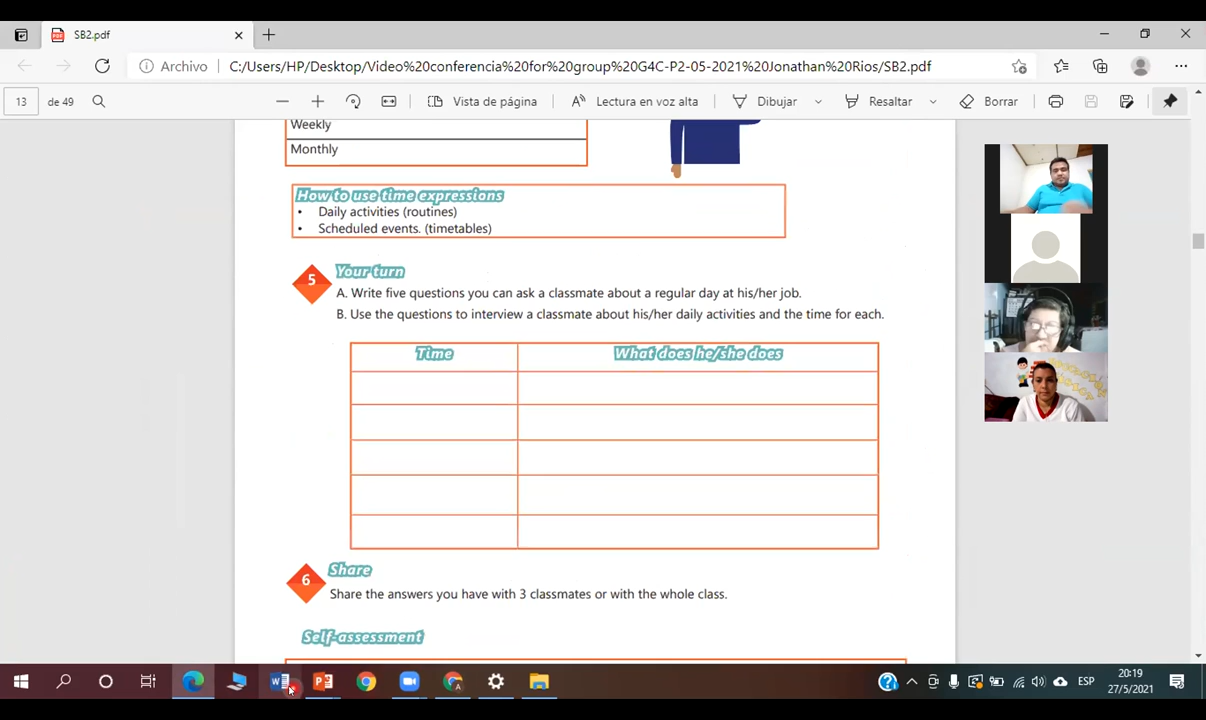 SB2.pdf
Archivo
C:/Users/HP/Desktop/Video%20conferencia%20for%20group%20G4C-P2-05-2021%20Jonathan%20Rios/SB2.pdf
13
de 49
Vista de página
Lectura en voz alta
Dibujar
Resaltar
Borrar
Weekly
Monthly
How to use time expressions
• Daily activities (routines)
• Scheduled events. (timetables)
5
Your turn
A. Write five questions you can ask a classmate about a regular day at his/her job.
B. Use the questions to interview a classmate about his/her daily activities and the time for each.
Time
What does he/she does
6
Share
Share the answers you have with 3 classmates or with the whole class.
Self-assessment
ESP
20:19
27/5/2021